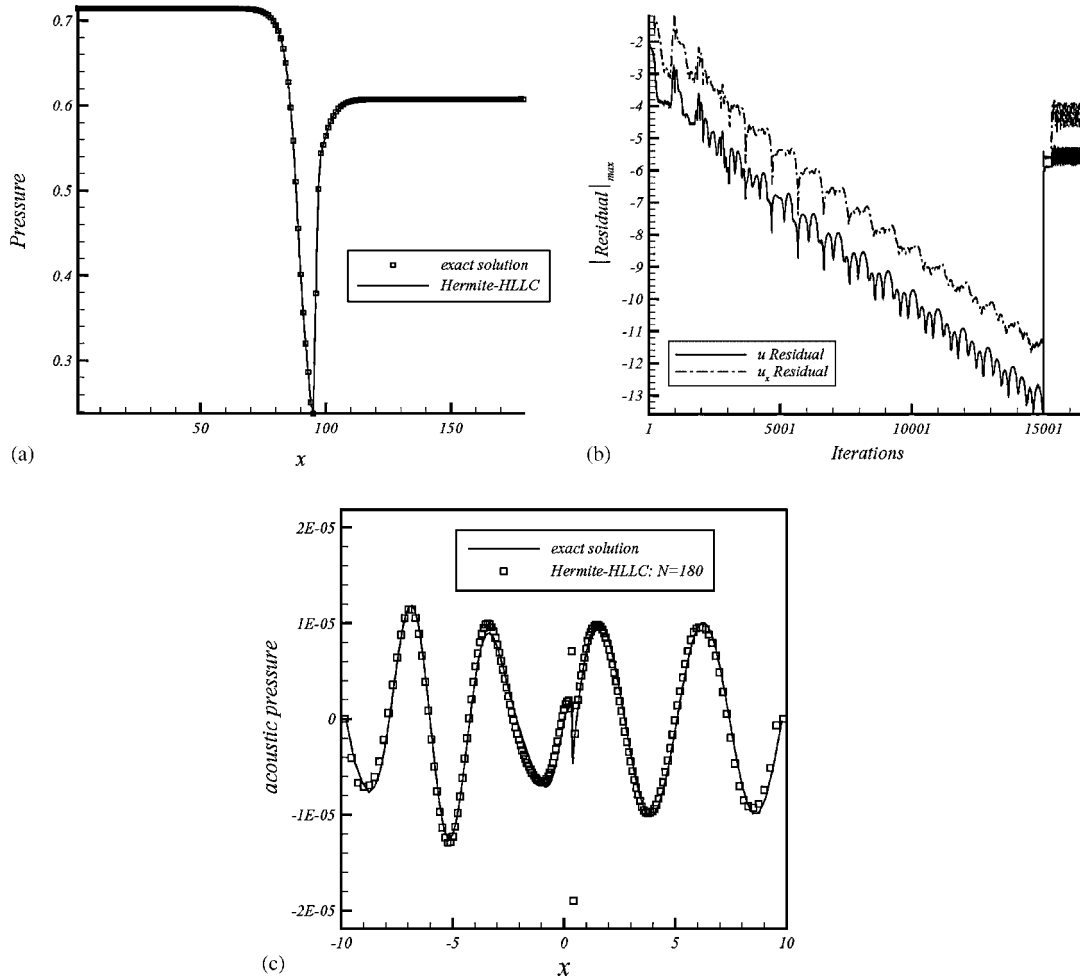 0.7
0.6
0.5
0.4
0.3
Pressure
exact solution
Hermite-HLLC
50
100
150
x
(a)
-2
-3
-4
-5
-6
-7
-8
-9
-10
-11
-12
-13
|Residual|max
u Residual
ux Residual
1
5001
10001
15001
Iterations
(b)
2E-05
1E-05
0
-1E-05
-2E-05
acoustic pressure
exact solution
Hermite-HLLC: N=180
-10
-5
0
5
10
x
(c)